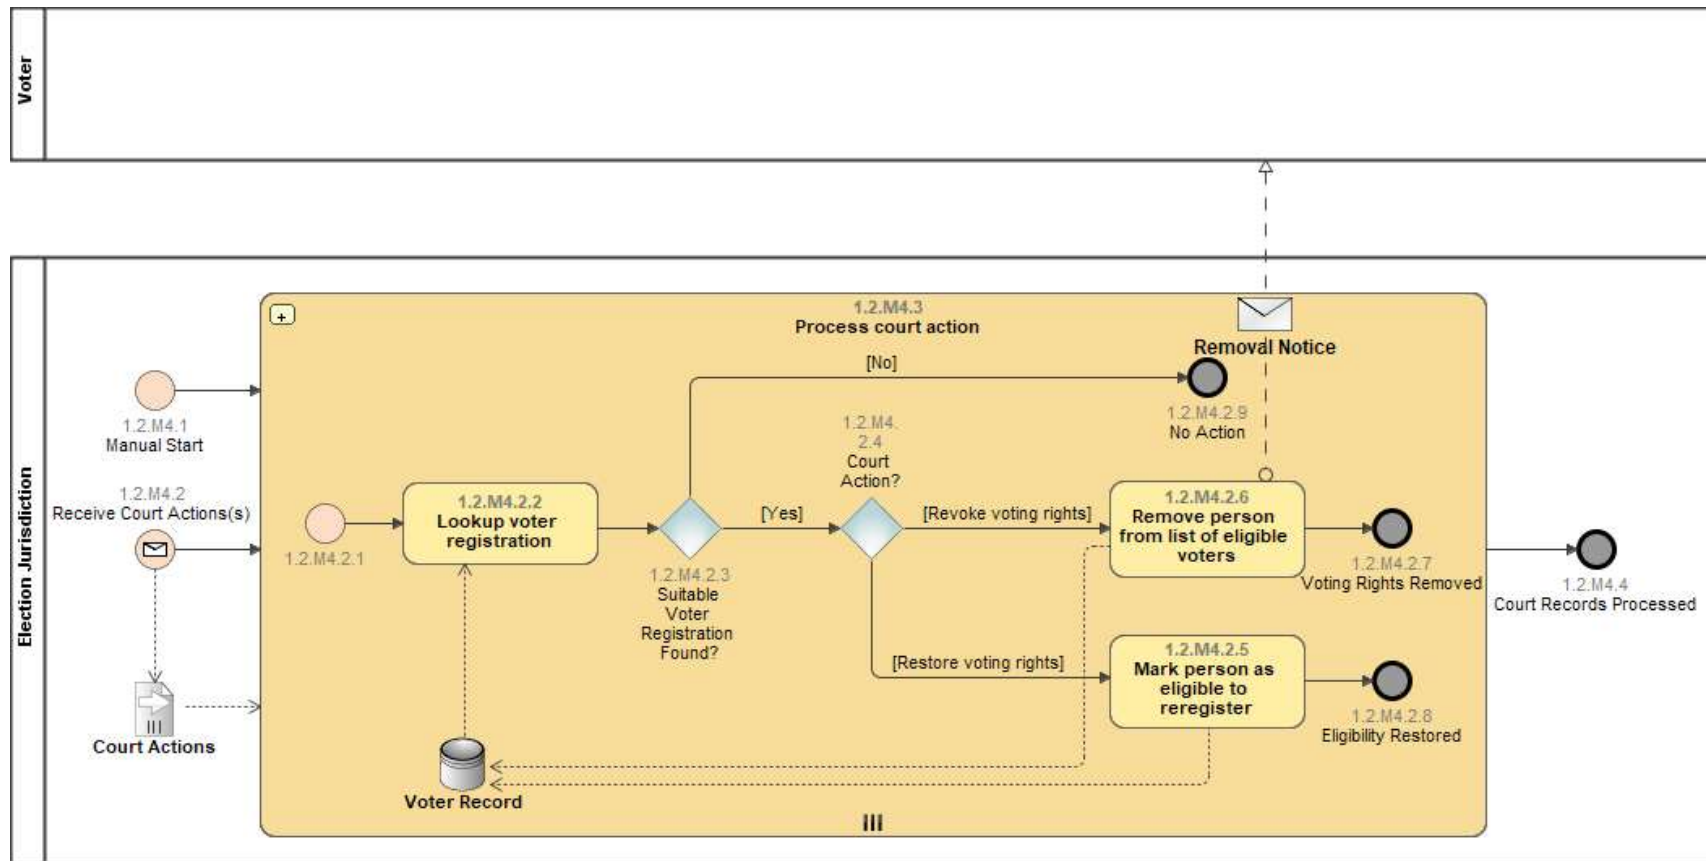 Voter
Election Jurisdiction
1.2.M4.3
Process court action
Removal Notice
[No]
1.2.M4.1
Manual Start
1.2.M4.2.9
No Action
1.2.M4.
2.4
Court
Action?
1.2.M4.2
Receive Court Actions(s)
1.2.M4.2.1
1.2.M4.2.2
Lookup voter
registration
[Yes]
[Revoke voting rights]
1.2.M4.2.6
Remove person
from list of eligible
voters
1.2.M4.2.7
Voting Rights Removed
1.2.M4.4
Court Records Processed
1.2.M4.2.3
Suitable
Voter
Registration
Found?
[Restore voting rights]
1.2.M4.2.5
Mark person as
eligible to
reregister
1.2.M4.2.8
Eligibility Restored
Court Actions
Voter Record